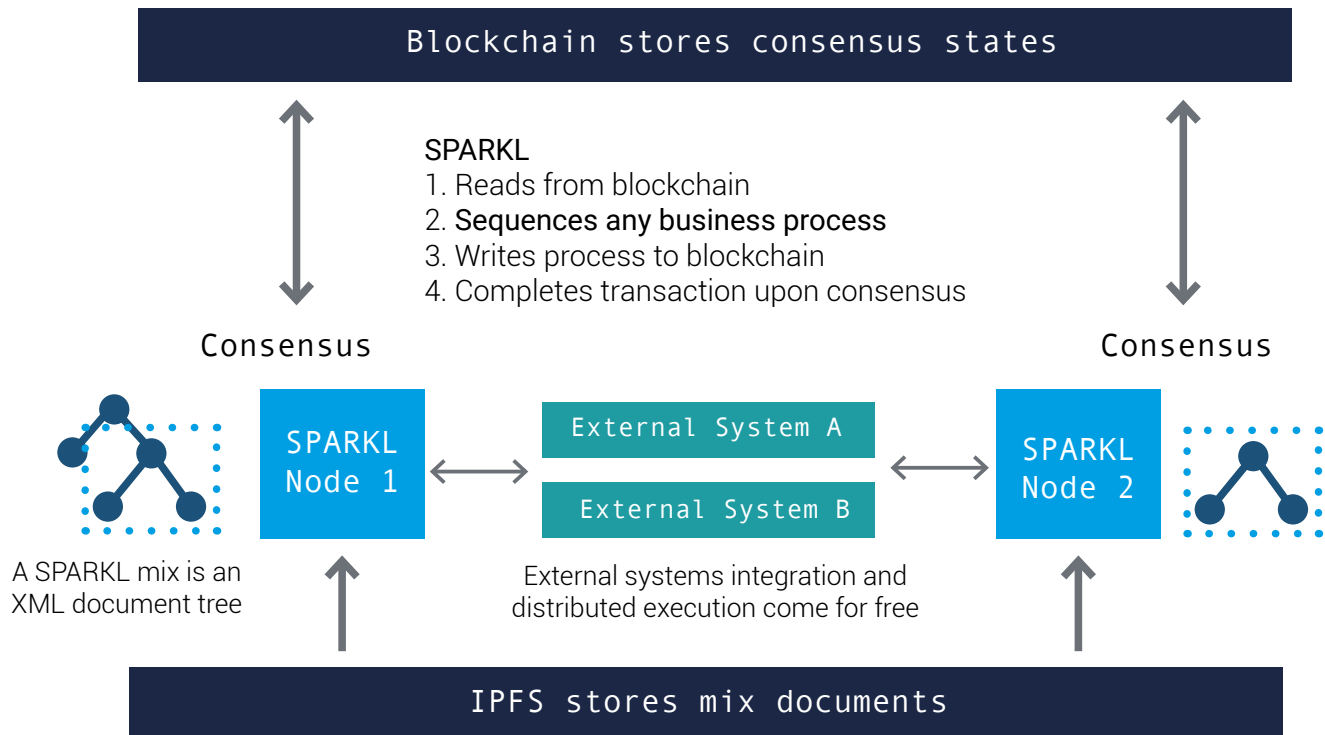 Blockchain stores consensus states
SPARKL
1. Reads from blockchain
2. Sequences any business process
3. Writes process to blockchain
4. Completes transaction upon consensus
Consensus
Consensus
SPARKL
Node 1
External System A
External System B
SPARKL
Node 2
A SPARKL mix is an
XML document tree
External systems integration and
distributed execution come for free
IPFS stores mix documents